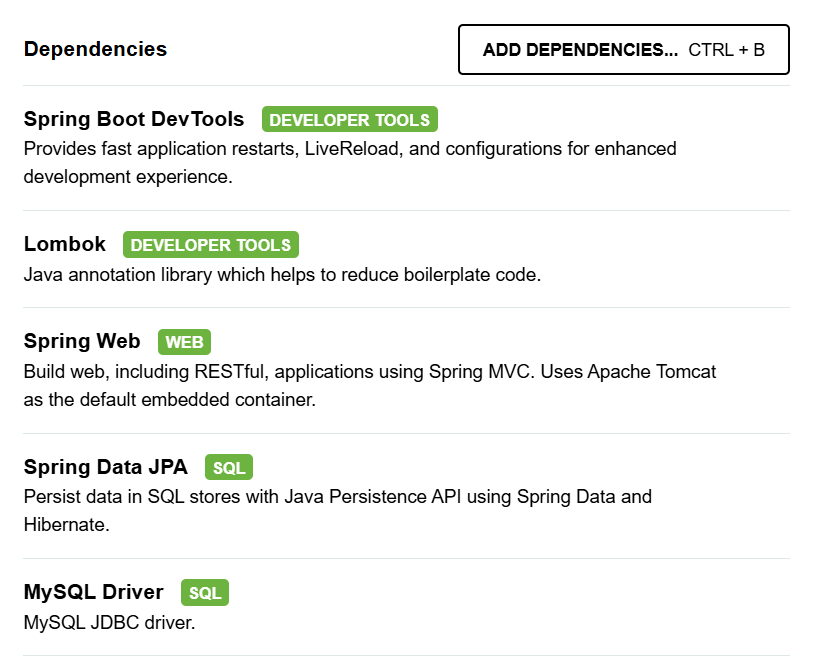 Dependencies
ADD DEPENDENCIES... CTRL + B
Spring Boot DevTools DEVELOPER TOOLS
Provides fast application restarts, LiveReload, and configurations for enhanced
development experience.
Lombok DEVELOPER TOOLS
Java annotation library which helps to reduce boilerplate code.
Spring Web WEB
Build web, including RESTful, applications using Spring MVC. Uses Apache Tomcat
as the default embedded container.
Spring Data JPA SQL
Persist data in SQL stores with Java Persistence API using Spring Data and
Hibernate.
MySQL Driver SQL
MySQL JDBC driver.